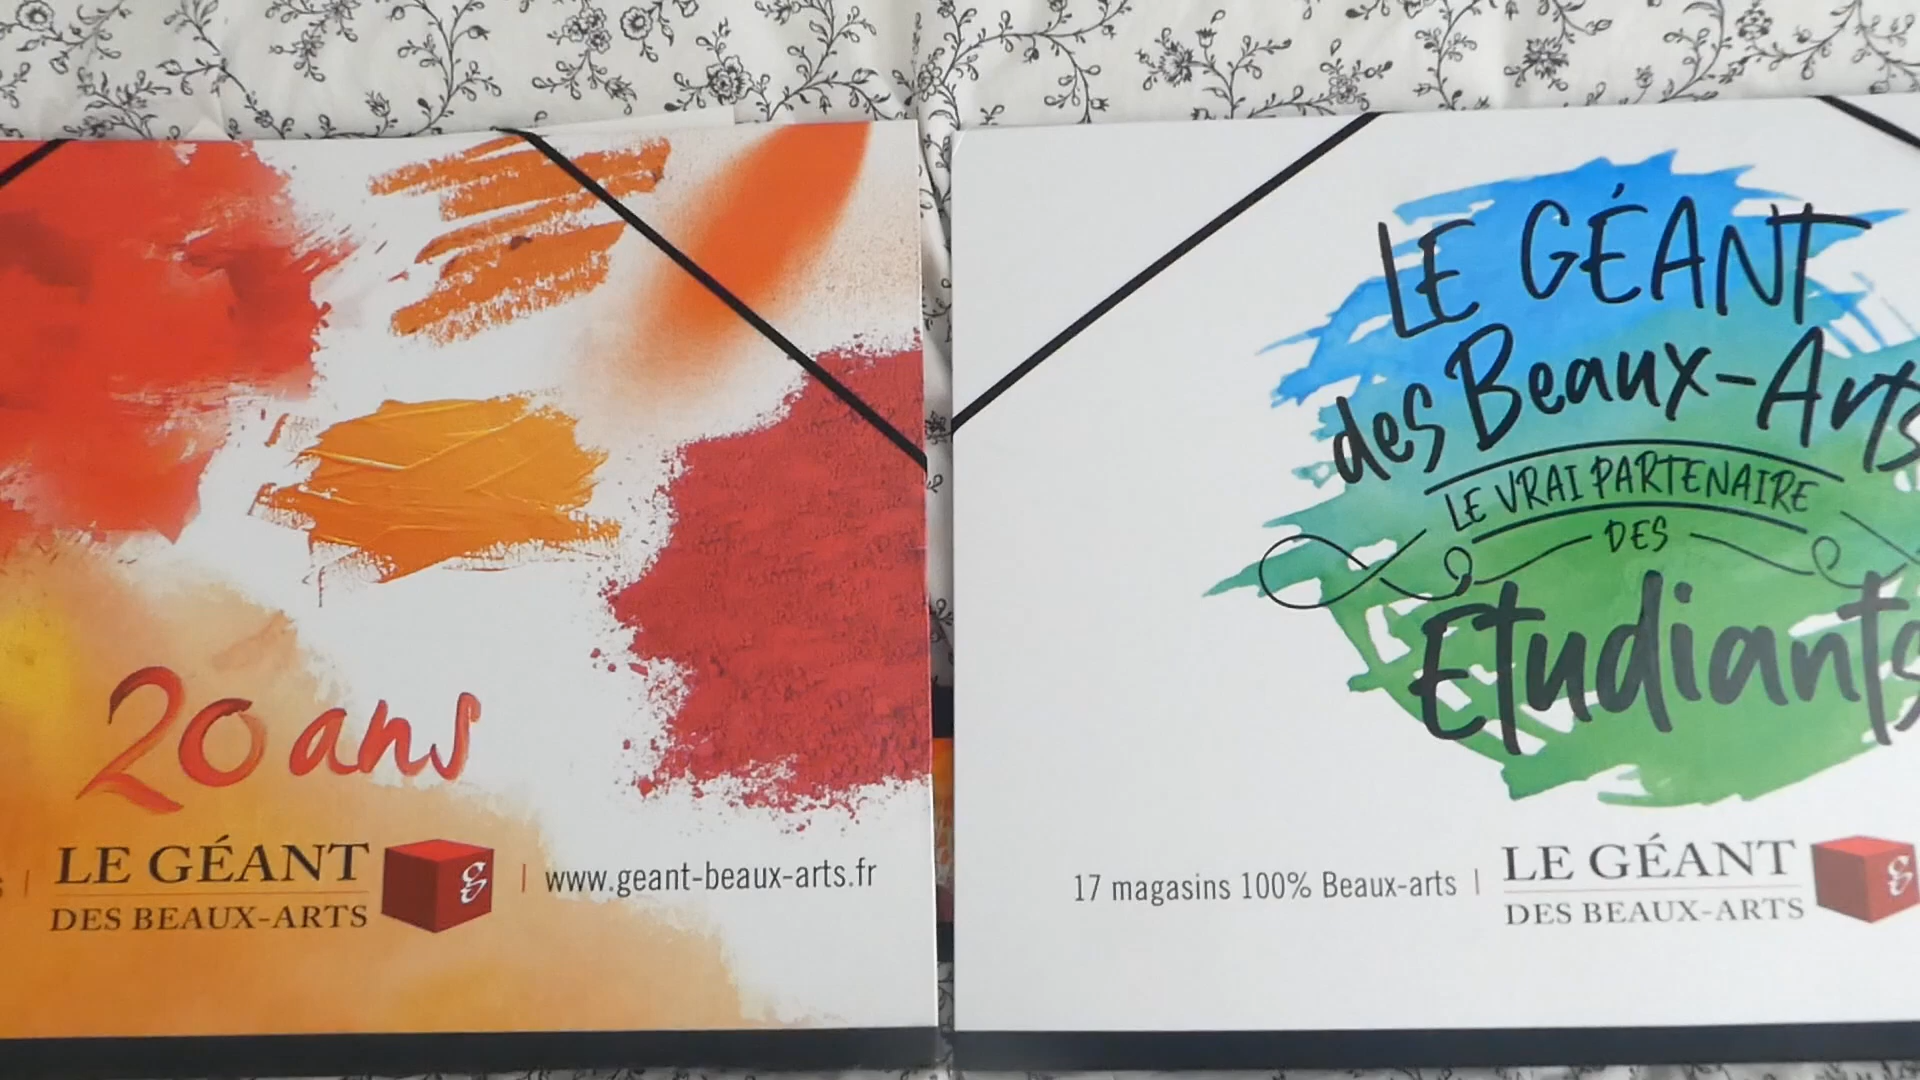 20 ans
LE GÉANT
DES BEAUX-ARTS
g
| www.geant-beaux-arts.fr
LE GÉANT
des Beaux-Arts
LE VRAI PARTENAIRE
DES
Etudiants
17 magasins 100% Beaux-arts |
LE GÉANT
DES BEAUX-ARTS
g